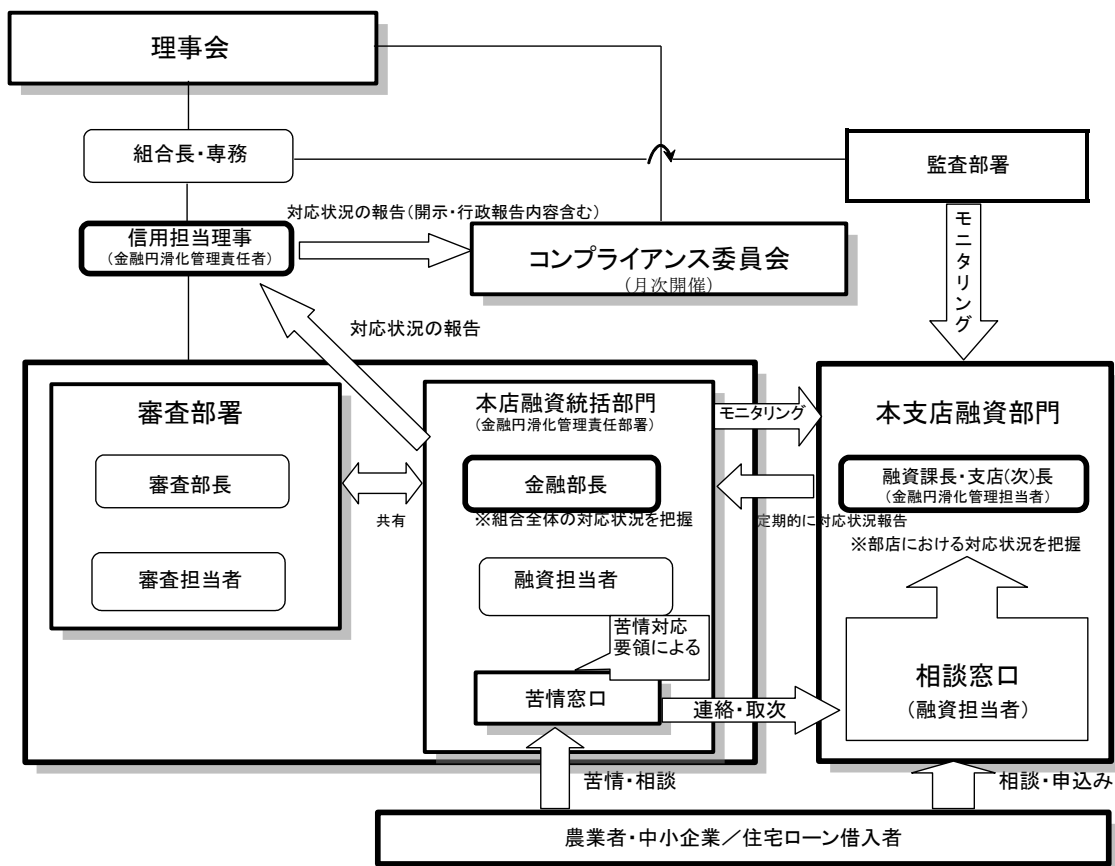 理事会
組合長・専務
監査部署
対応状況の報告(開示・行政報告内容含む)
信用担当理事
(金融円滑化管理責任者)
コンプライアンス委員会
(月次開催)
モニタリング
対応状況の報告
審査部署
審査部長
審査担当者
共有
本店融資統括部門
(金融円滑化管理責任部署)
金融部長
※組合全体の対応状況を把握
融資担当者
苦情対応
要領による
苦情窓口
モニタリング
定期的に対応状況報告
連絡・取次
本支店融資部門
融資課長・支店(次)長
(金融円滑化管理担当者)
※部店における対応状況を把握
相談窓口
(融資担当者)
苦情・相談
相談・申込み
農業者・中小企業/住宅ローン借入者